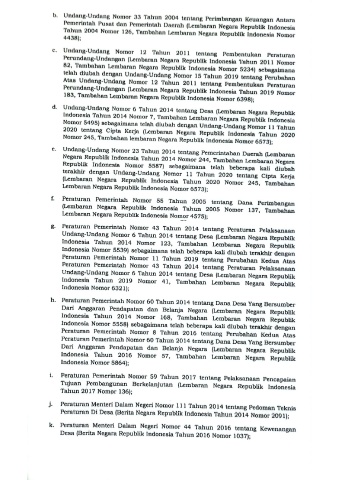 b. Undang-Undang Nomor 33 Tahun 2004 tentang Perimbangan Keuangan Antara
Pemerintah Pusat dan Pemerintah Daerah (Lembaran Negara Republik Indonesia
Tahun 2004 Nomor 126, Tambahan Lembaran Negara Republik Indonesia Nomor
4438);
c. Undang-Undang Nomor 12 Tahun 2011 tentang Pembentukan Peraturan
Perundang-Undangan (Lembaran Negara Republik Indonesia Tahun 2011 Nomor
82, Tambahan Lembaran Negara Republik Indonesia Nomor 5234) sebagaimana
telah diubah dengan Undang-Undang Nomor 15 Tahun 2019 tentang Perubahan
Atas Undang-Undang Nomor 12 Tahun 2011 tentang Pembentukan Peraturan
Perundang-Undangan (Lembaran Negara Republik Indonesia Tahun 2019 Nomor
183, Tambahan Lembaran Negara Republik Indonesia Nomor 6398);
d. Undang-Undang Nomor 6 Tahun 2014 tentang Desa (Lembaran Negara Republik
Indonesia Tahun 2014 Nomor 7, Tambahan Lembaran Negara Republik Indonesia
Nomor 5495) sebagaimana telah diubah dengan Undang-Undang Nomor 11 Tahun
2020 tentang Cipta Kerja (Lembaran Negara Republik Indonesia Tahun 2020
Nomor 245, Tambahan lembaran Negara Republik Indonesia Nomor 6573);
e. Undang-Undang Nomor 23 Tahun 2014 tentang Pemerintahan Daerah (Lembaran
Negara Republik Indonesia Tahun 2014 Nomor 244, Tambahan Lembaran Negara
Republik Indonesia Nomor 5587) sebagaimana telah beberapa kali diubah
terakhir dengan Undang-Undang Nomor 11 Tahun 2020 tentang Cipta Kerja
(Lembaran Negara Republik Indonesia Tahun 2020 Nomor 245, Tambahan
Lembaran Negara Republik Indonesia Nomor 6573);
f. Peraturan Pemerintah Nomor 55 Tahun 2005 tentang Dana Perimbangan
(Lembaran Negara Republik Indonesia Tahun 2005 Nomor 137, Tambahan
Lembaran Negara Republik Indonesia Nomor 4575);
g. Peraturan Pemerintah Nomor 43 Tahun 2014 tentang Peraturan Pelaksanaan
Undang-Undang Nomor 6 Tahun 2014 tentang Desa (Lembaran Negara Republik
Indonesia Tahun 2014 Nomor 123, Tambahan Lembaran Negara Republik
Indonesia Nomor 5539) sebagaimana telah beberapa kali diubah terakhir dengan
Peraturan Pemerintah Nomor 11 Tahun 2019 tentang Perubahan Kedua Atas
Peraturan Pemerintah Nomor 43 Tahun 2014 tentang Peraturan Pelaksanaan
Undang-Undang Nomor 6 Tahun 2014 tentang Desa (Lembaran Negara Republik
Indonesia Tahun 2019 Nomor 41, Tambahan Lembaran Negara Republik
Indonesia Nomor 6321);
h. Peraturan Pemerintah Nomor 60 Tahun 2014 tentang Dana Desa Yang Bersumber
Dari Anggaran Pendapatan dan Belanja Negara (Lembaran Negara Republik
Indonesia Tahun 2014 Nomor 168, Tambahan Lembaran Negara Republik
Indonesia Nomor 5558) sebagaimana telah beberapa kali diubah terakhir dengan
Peraturan Pemerintah Nomor 8 Tahun 2016 tentang Perubahan Kedua Atas
Peraturan Pemerintah Nomor 60 Tahun 2014 tentang Dana Desa Yang Bersumber
Dari Anggaran Pendapatan dan Belanja Negara (Lembaran Negara Republik
Indonesia Tahun 2016 Nomor 57, Tambahan Lembaran Negara Republik
Indonesia Nomor 5864);
i. Peraturan Pemerintah Nomor 59 Tahun 2017 tentang Pelaksanaan Pencapaian
Tujuan Pembangunan Berkelanjutan (Lembaran Negara Republik Indonesia
Tahun 2017 Nomor 136);
j. Peraturan Menteri Dalam Negeri Nomor 111 Tahun 2014 tentang Pedoman Teknis
Peraturan Di Desa (Berita Negara Republik Indonesia Tahun 2014 Nomor 2091);
k. Peraturan Menteri Dalam Negeri Nomor 44 Tahun 2016 tentang Kewenangan
Desa (Berita Negara Republik Indonesia Tahun 2016 Nomor 1037);